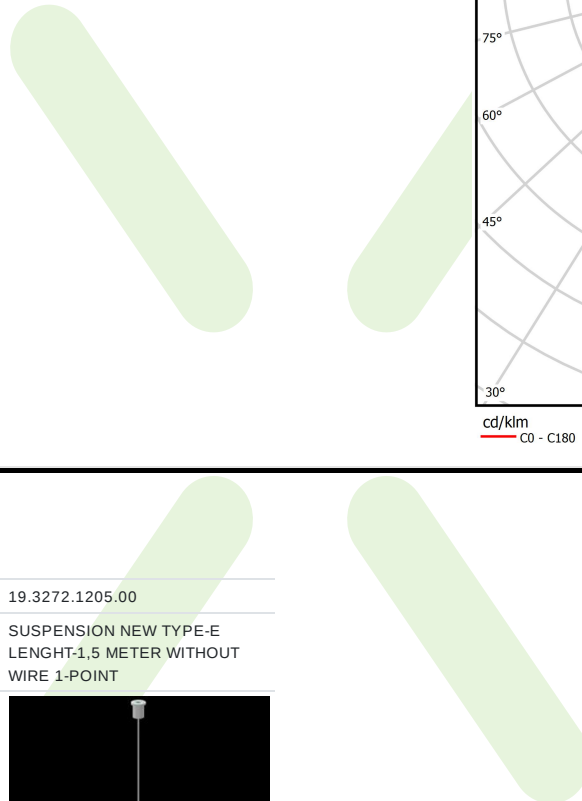 75°
60°
45°
30°
cd/klm
C0 - C180
19.3272.1205.00
SUSPENSION NEW TYPE-E
LENGHT-1,5 METER WITHOUT
WIRE 1-POINT